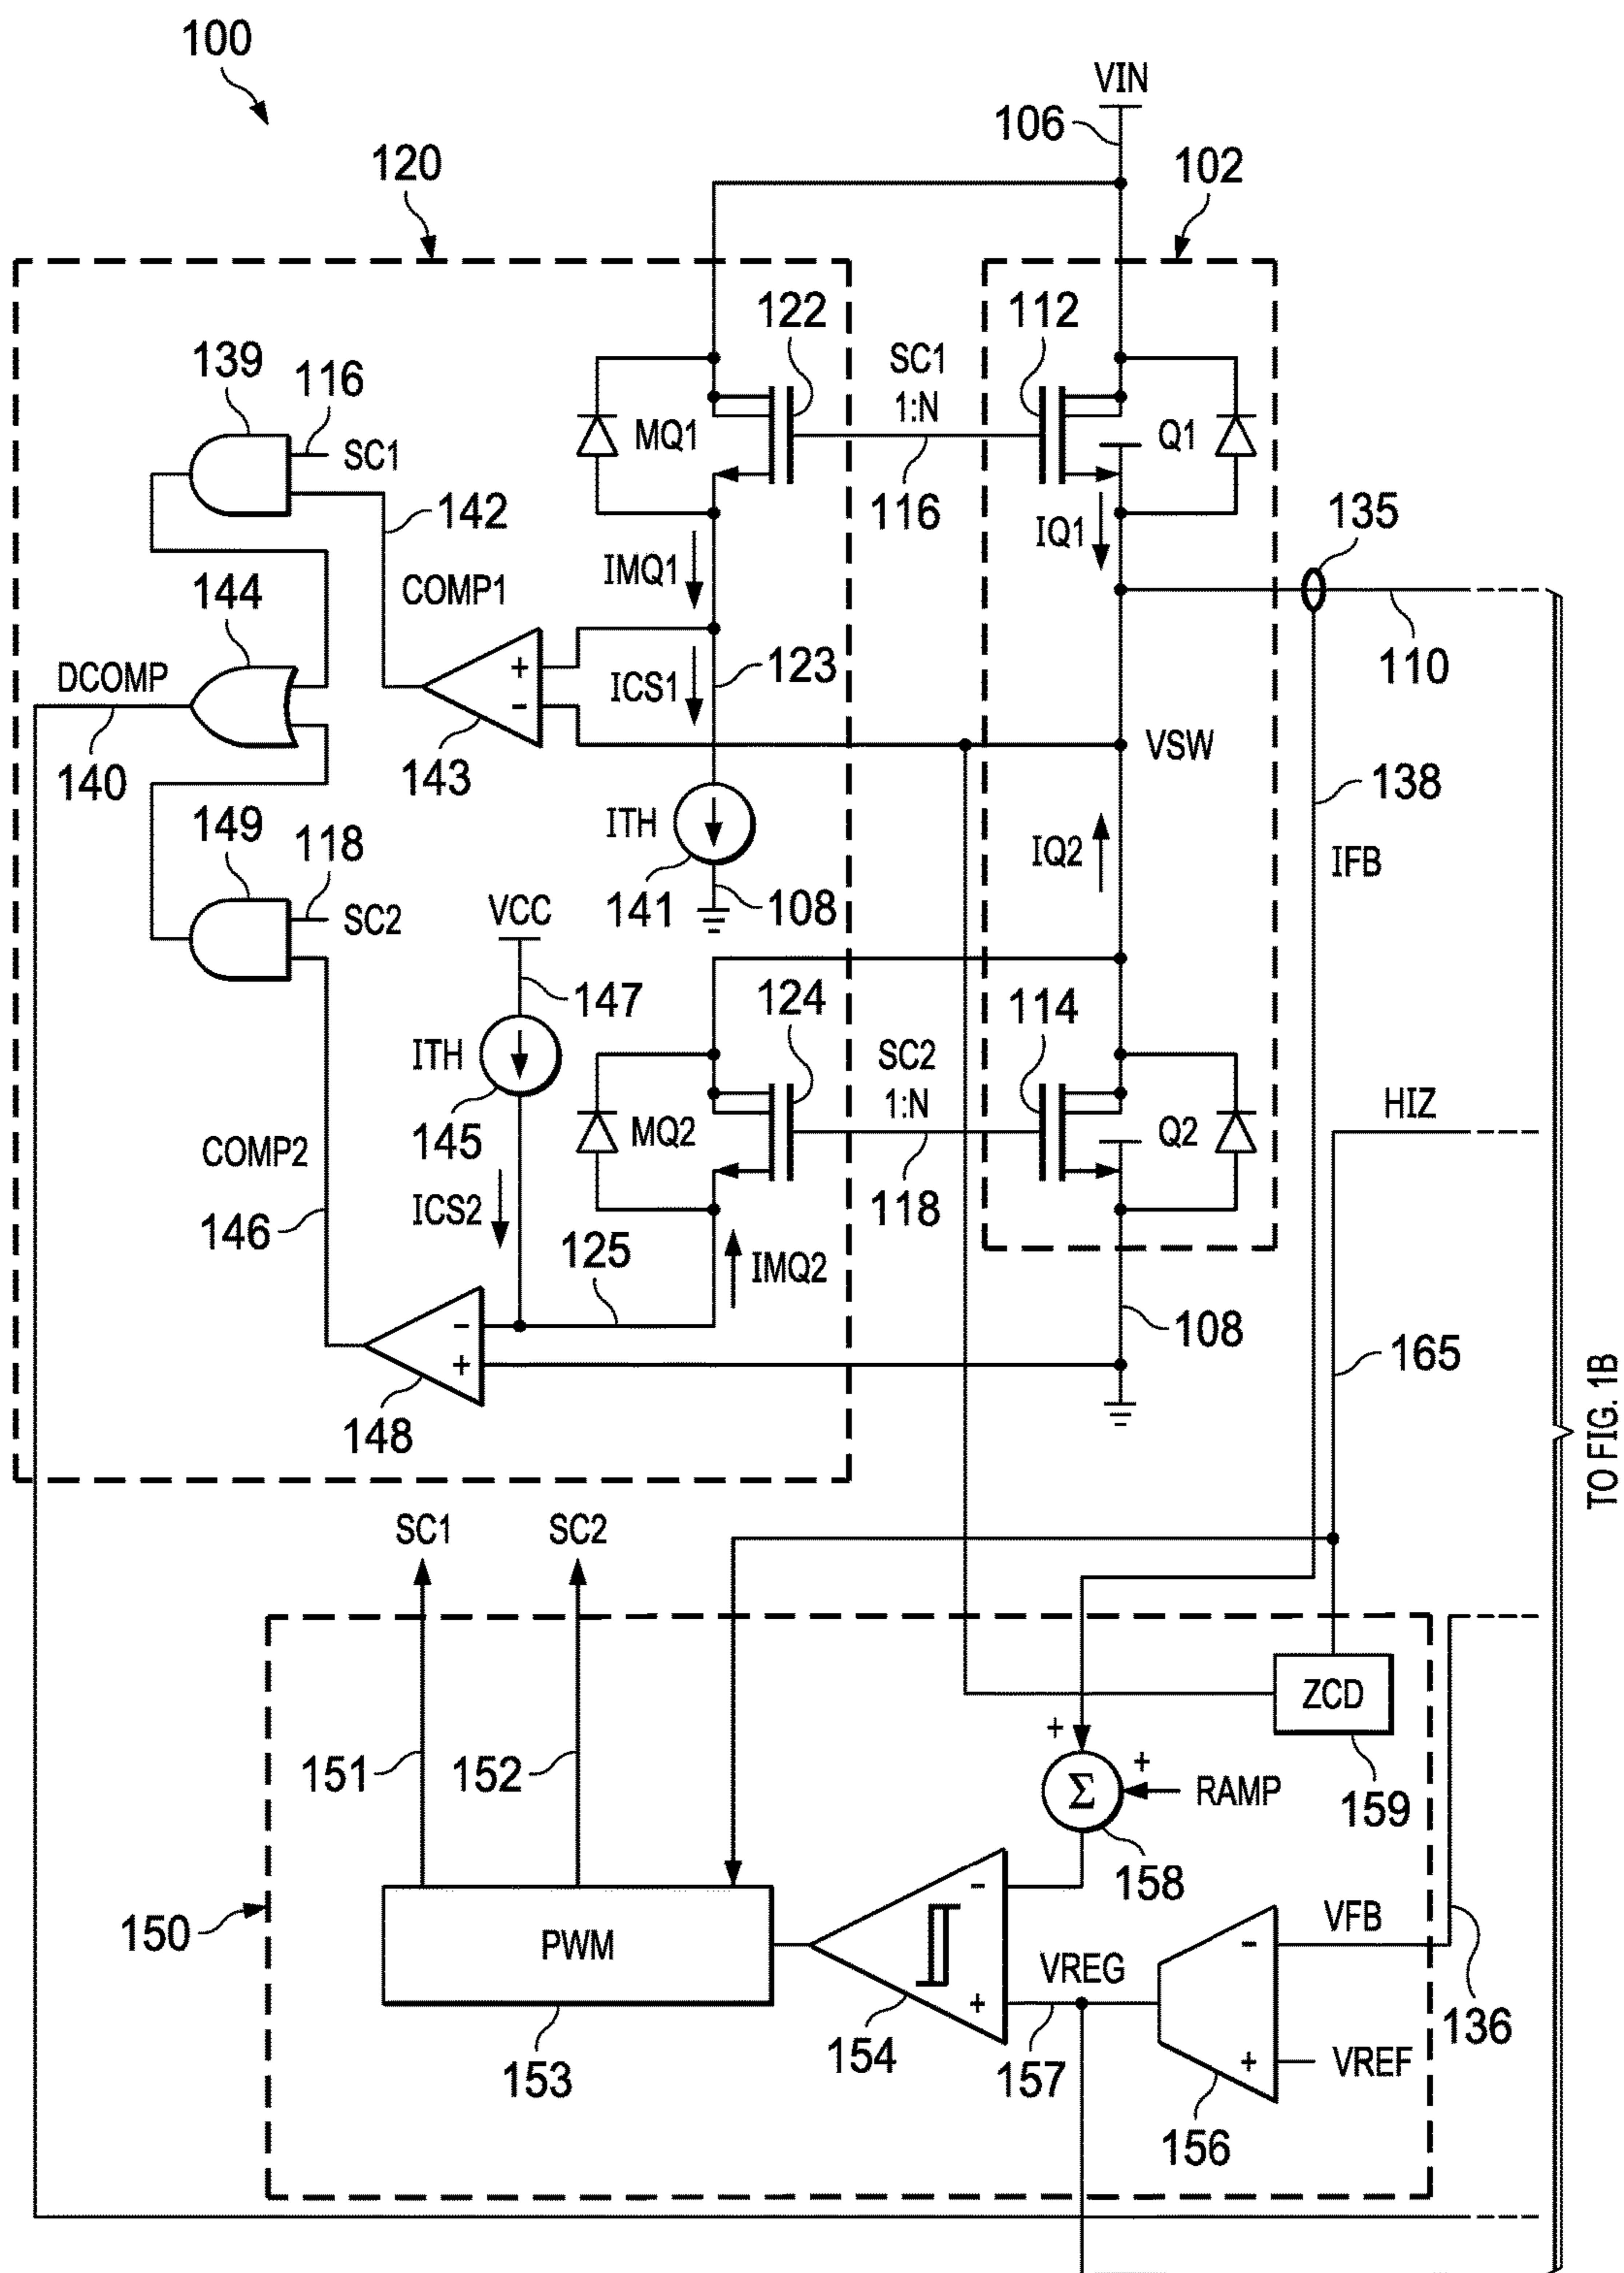 100
VIN
106
120
102
122
112
139
116
SC1
SC1
1:N
MQ1
Q1
142
116
IQ1
135
IMQ1
COMP1
144
+
-
ICS1
123
110
DCOMP
VSW
140
143
138
149
118
ITH
IQ2
IFB
SC2
VCC
141
108
147
124
114
ITH
SC2
1:N
HIZ
145
MQ2
Q2
COMP2
ICS2
118
146
125
IMQ2
-
+
108
165
148
TO FIG. 1B
SC1
SC2
ZCD
151
152
+
+
Σ
RAMP
159
158
150
PWM
-
VFB
-
VREG
+
154
157
136
153
+
VREF
156